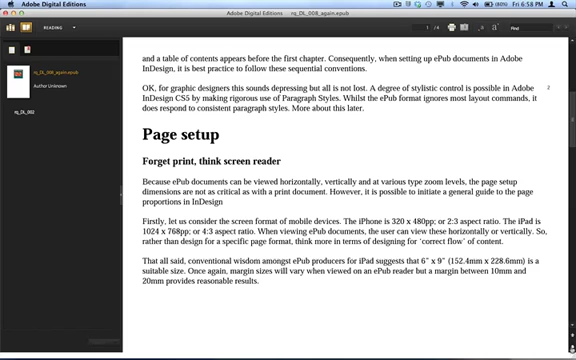 Adobe Digital Editions
(80%) Fri 6:58 PM
Adobe Digital Editions rq_DL_008_again.epub
READING
1 /4
Find
rq_DL_008_again.epub
Author Unknown
rq_DL_002
and a table of contents appears before the first chapter. Consequently, when setting up ePub documents in Adobe
InDesign, it is best practice to follow these sequential conventions.
OK, for graphic designers this sounds depressing but all is not lost. A degree of stylistic control is possible in Adobe
2
InDesign CS5 by making rigorous use of Paragraph Styles. Whilst the ePub format ignores most layout commands, it
does respond to consistent paragraph styles. More about this later.
Page setup
Forget print, think screen reader
Because ePub documents can be viewed horizontally, vertically and at various type zoom levels, the page setup
dimensions are not as critical as with a print document. However, it is possible to initiate a general guide to the page
proportions in InDesign
Firstly, let us consider the screen format of mobile devices. The iPhone is 320 x 480pp; or 2:3 aspect ratio. The iPad is
1024 x 768pp; or 4:3 aspect ratio. When viewing ePub documents, the user can view these horizontally or vertically. So,
rather than design for a specific page format, think more in terms of designing for ‘correct flow’ of content.
That all said, conventional wisdom amongst ePub producers for iPad suggests that 6" x 9" (152.4mm x 228.6mm) is a
suitable size. Once again, margin sizes will vary when viewed on an ePub reader but a margin between 10mm and
20mm provides reasonable results.